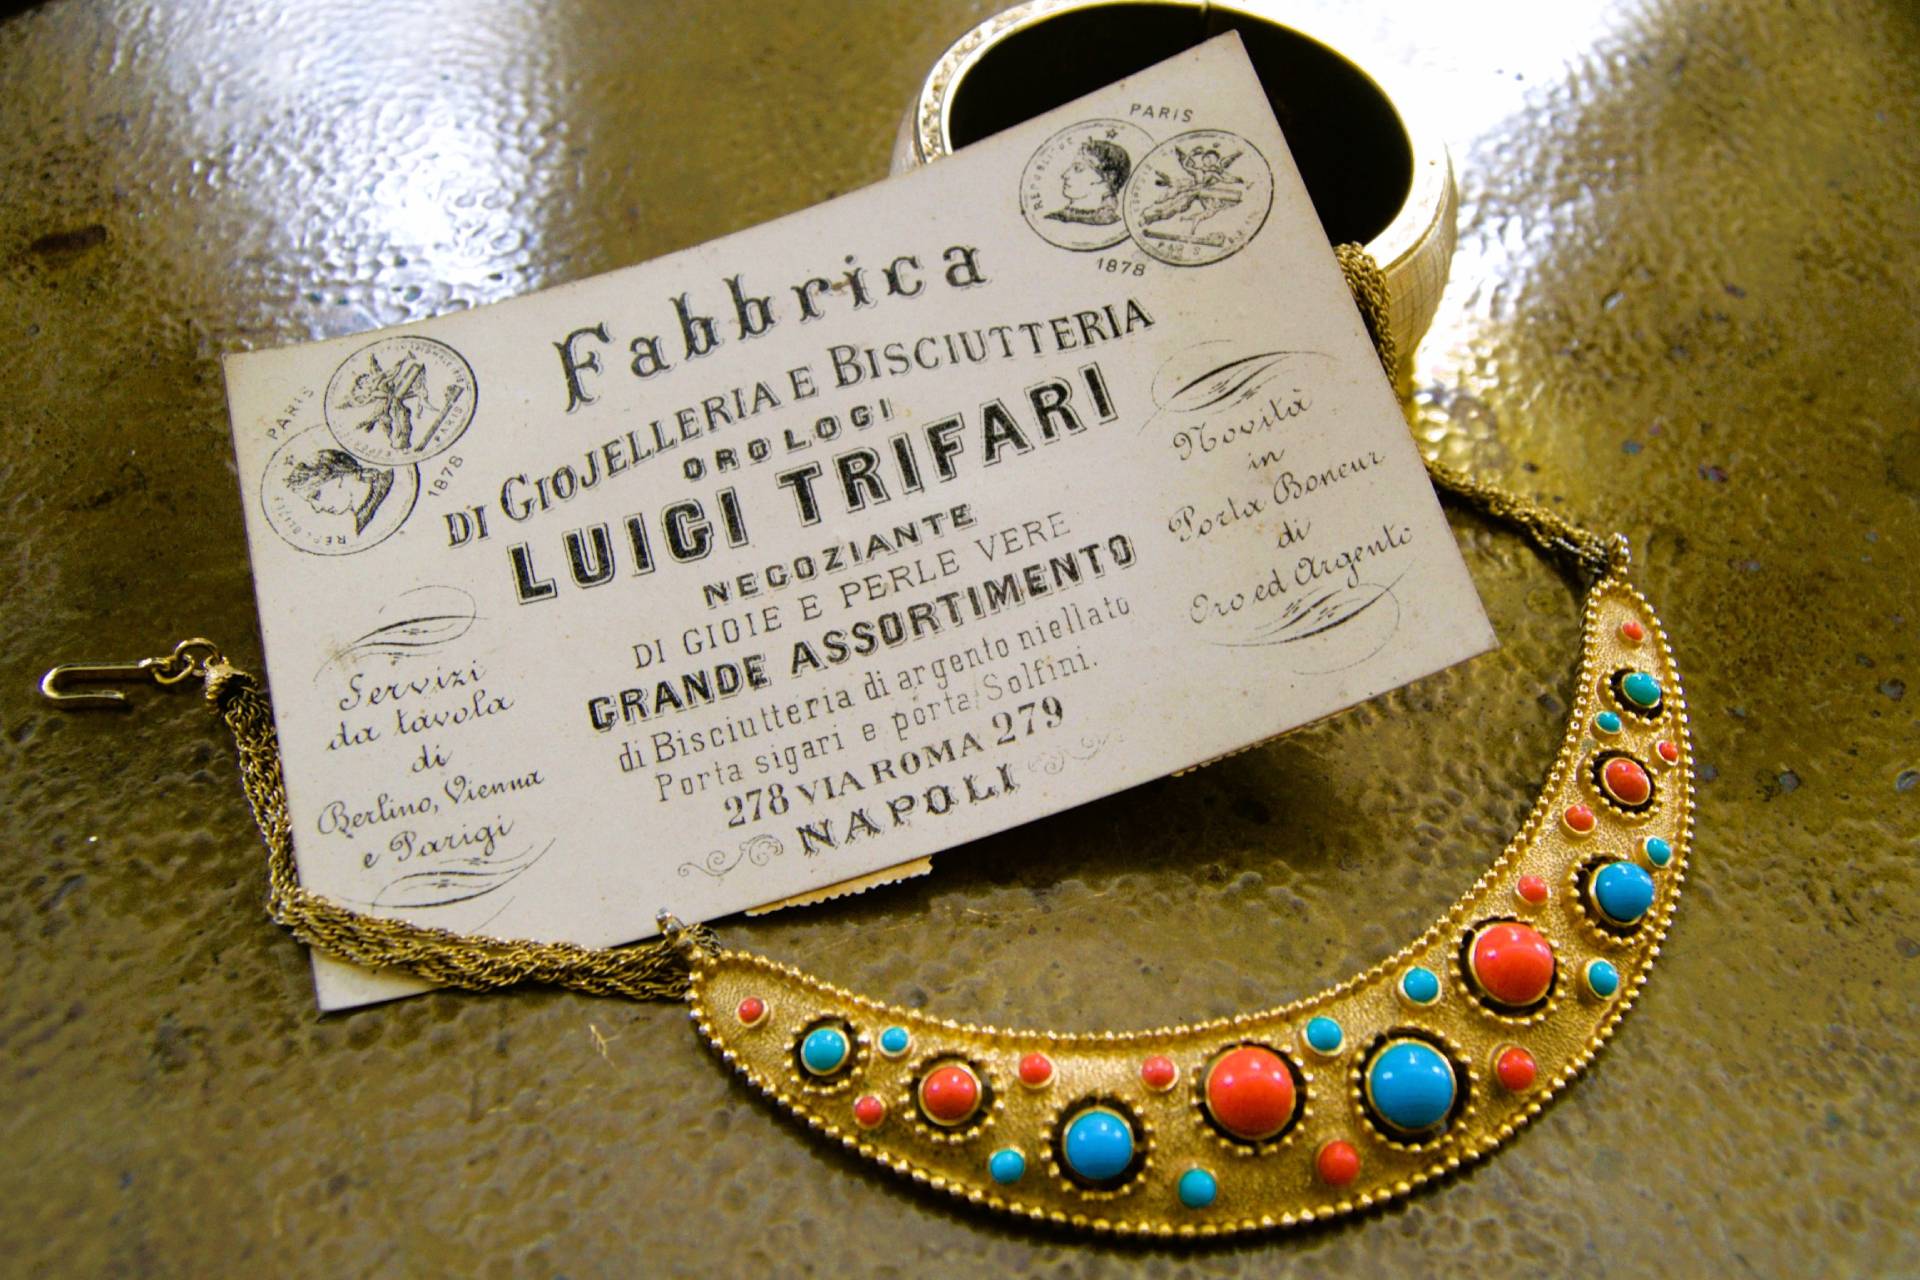 PARIS
REPUBLI
PARIS
1878
PARIS
1878
Fabbrica
DI GIOJELLERIA E BISCIUTTERIA
OROLOGI
LUIGI TRIFARI
NEGOZIANTE
DI GIOIE E PERLE VERE
GRANDE ASSORTIMENTO
di Bisciutteria di argento niellato
Porta sigari e porta Solfini.
278 VIA ROMA 279
NAPOLI
Servizi
da tavola
di
Berlino, Vienna
e Parigi
Novità
in
Porta Boneur
di
Oro ed Argento